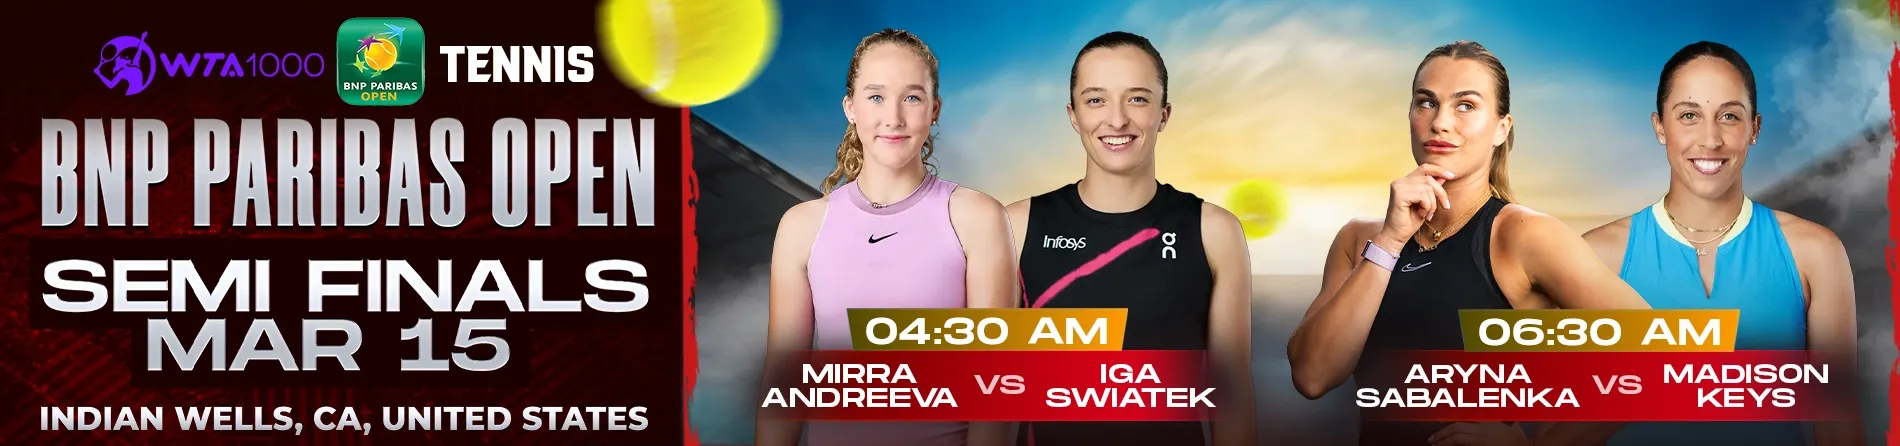 WTA1000
BNP PARIBAS
OPEN
TENNIS
BNP PARIBAS OPEN
SEMI FINALS
MAR 15
INDIAN WELLS, CA, UNITED STATES
Infosys
on
04:30 AM
MIRRA
ANDREEVA
VS
IGA
SWIATEK
06:30 AM
ARYNA
SABALENKA
VS
MADISON
KEYS